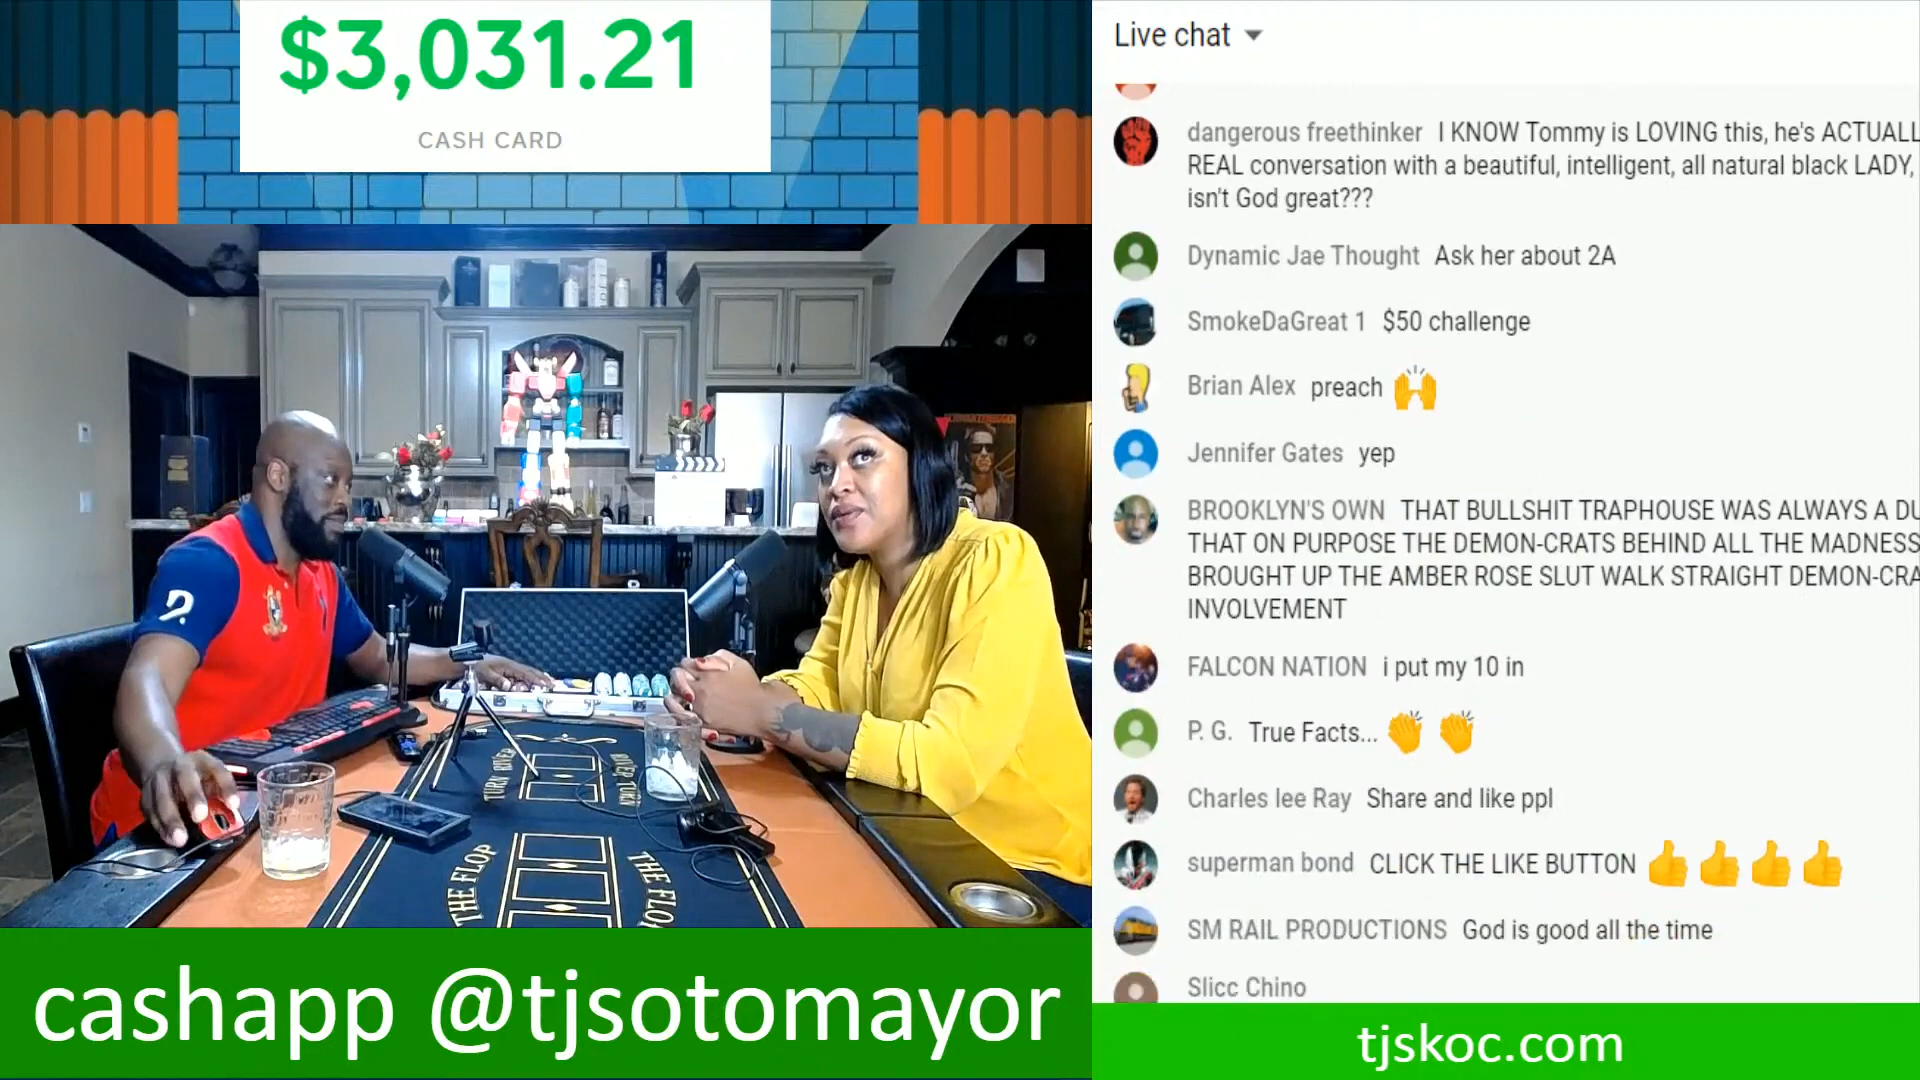 $3,031.21
CASH CARD
TURN RIVER
RIVER TURN
THE FLOP
THE FLOP
cashapp @tjsotomayor
Live chat
dangerous freethinker I KNOW Tommy is LOVING this, he's ACTUALL
REAL conversation with a beautiful, intelligent, all natural black LADY,
isn't God great???
Dynamic Jae Thought Ask her about 2A
SmokeDaGreat 1 $50 challenge
Brian Alex preach 🙌
Jennifer Gates yep
BROOKLYN'S OWN THAT BULLSHIT TRAPHOUSE WAS ALWAYS A DU
THAT ON PURPOSE THE DEMON-CRATS BEHIND ALL THE MADNESS
BROUGHT UP THE AMBER ROSE SLUT WALK STRAIGHT DEMON-CRA
INVOLVEMENT
FALCON NATION i put my 10 in
P. G. True Facts... 👏 👏
Charles lee Ray Share and like ppl
superman bond CLICK THE LIKE BUTTON 👍 👍 👍 👍
SM RAIL PRODUCTIONS God is good all the time
Slicc Chino
tjskoc.com